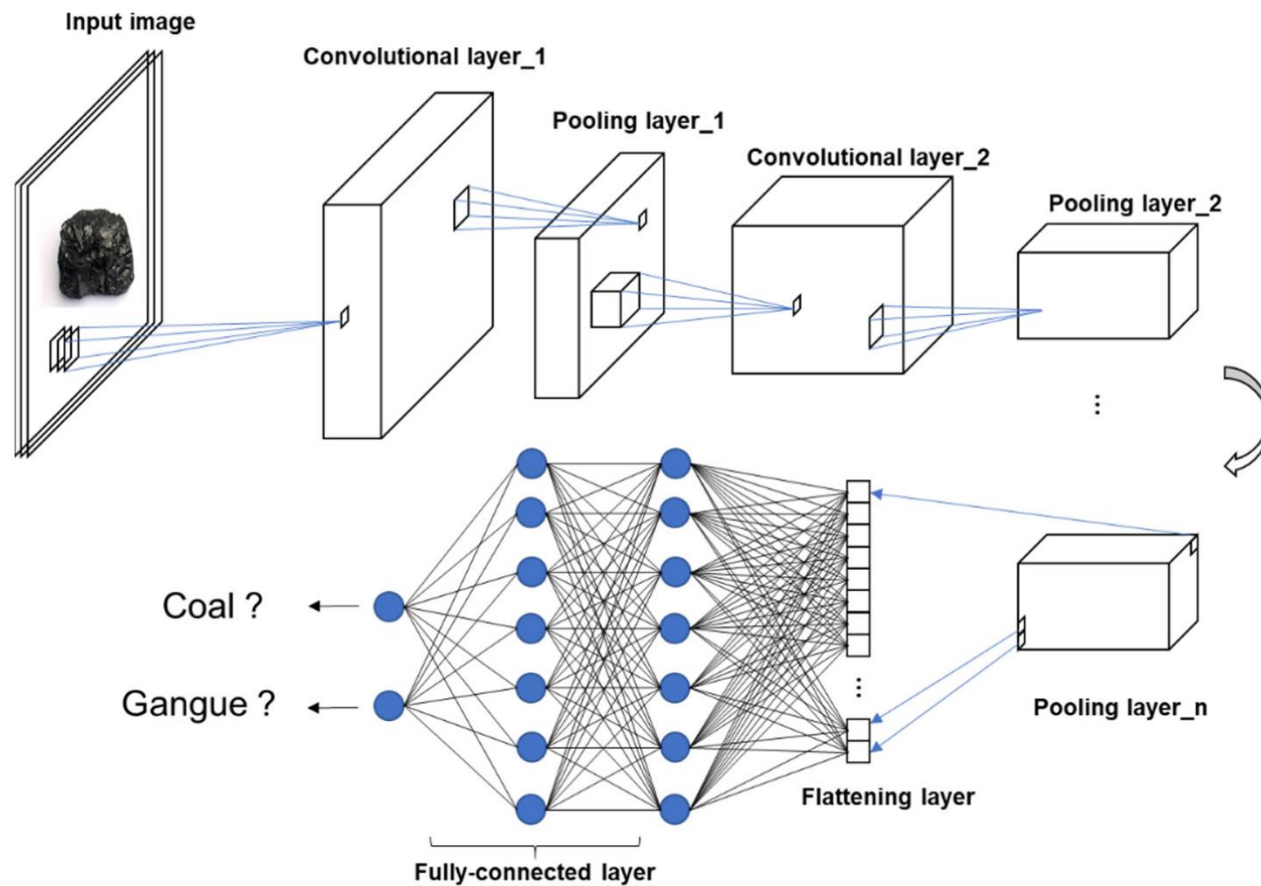 Input image
Convolutional layer_1
Pooling layer_1
Convolutional layer_2
Pooling layer_2
...
Coal ?
Gangue ?
...
Pooling layer_n
Flattening layer
Fully-connected layer